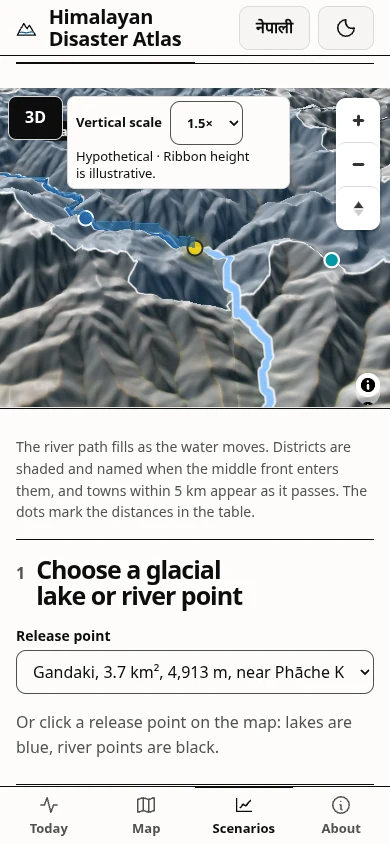 Himalayan
Disaster Atlas
नेपाली
3D
Vertical scale
1.5×
Hypothetical · Ribbon height
is illustrative.
The river path fills as the water moves. Districts are
shaded and named when the middle front enters
them, and towns within 5 km appear as it passes. The
dots mark the distances in the table.
1 Choose a glacial
lake or river point
Release point
Gandaki, 3.7 km², 4,913 m, near Phāche K
Or click a release point on the map: lakes are
blue, river points are black.
Today
Map
Scenarios
About